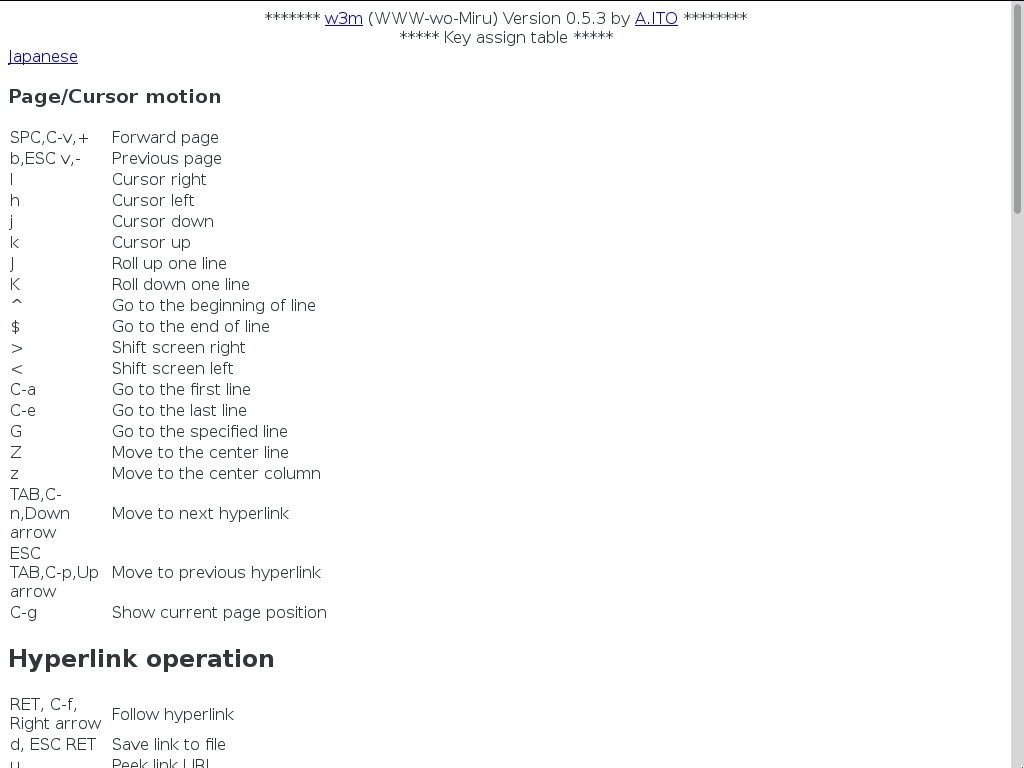 ******* w3m (WWW-wo-Miru) Version 0.5.3 by A.ITO ********
***** Key assign table *****
Japanese
Page/Cursor motion
SPC,C-v,+ Forward page
b,ESC v,- Previous page
l Cursor right
h Cursor left
j Cursor down
k Cursor up
J Roll up one line
K Roll down one line
^ Go to the beginning of line
$ Go to the end of line
> Shift screen right
< Shift screen left
C-a Go to the first line
C-e Go to the last line
G Go to the specified line
Z Move to the center line
z Move to the center column
TAB,C-
n,Down Move to next hyperlink
arrow
ESC
TAB,C-p,Up Move to previous hyperlink
arrow
C-g Show current page position
Hyperlink operation
RET, C-f,
Right arrow Follow hyperlink
d, ESC RET Save link to file
u Peek link URL